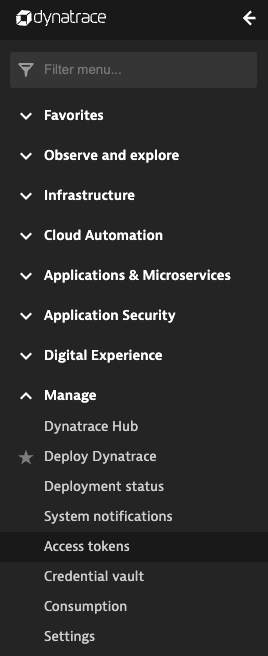 dynatrace
Filter menu...
Favorites
Observe and explore
Infrastructure
Cloud Automation
Applications & Microservices
Application Security
Digital Experience
Manage
Dynatrace Hub
Deploy Dynatrace
Deployment status
System notifications
Access tokens
Credential vault
Consumption
Settings